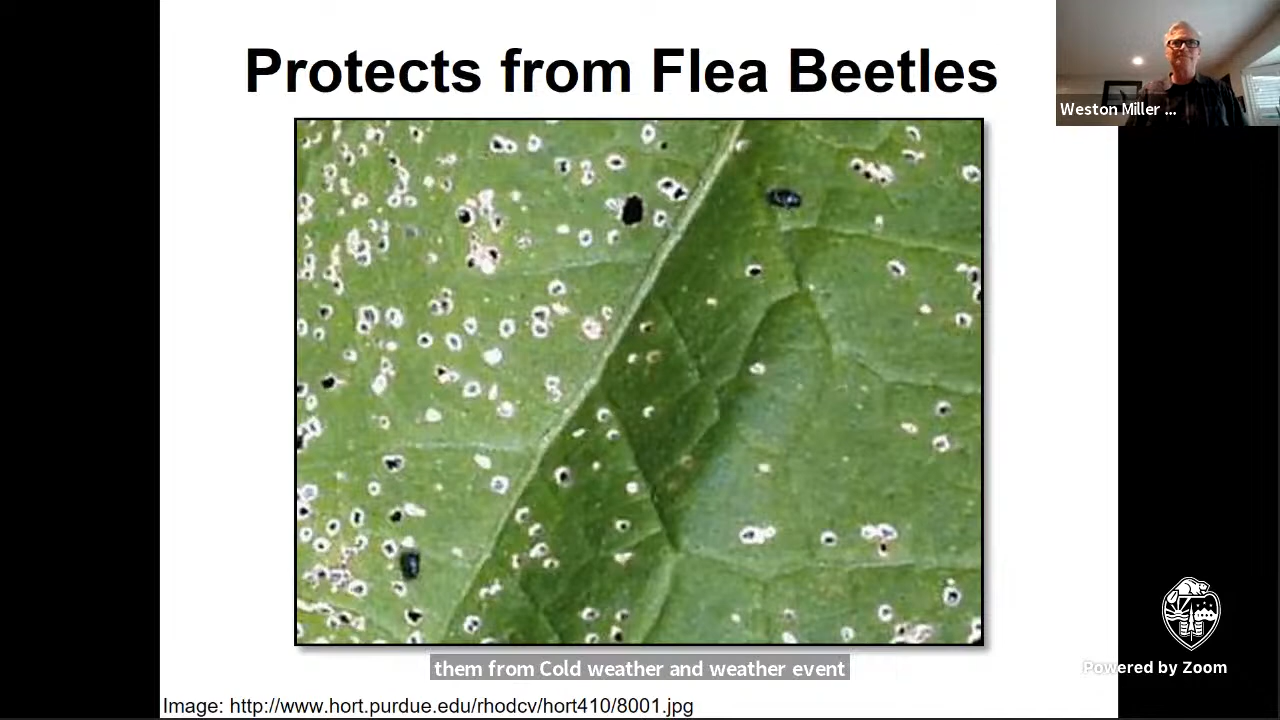 Protects from Flea Beetles
Weston Miller ...
them from Cold weather and weather event
Powered by Zoom
Image: http://www.hort.purdue.edu/rhodcv/hort410/8001.jpg